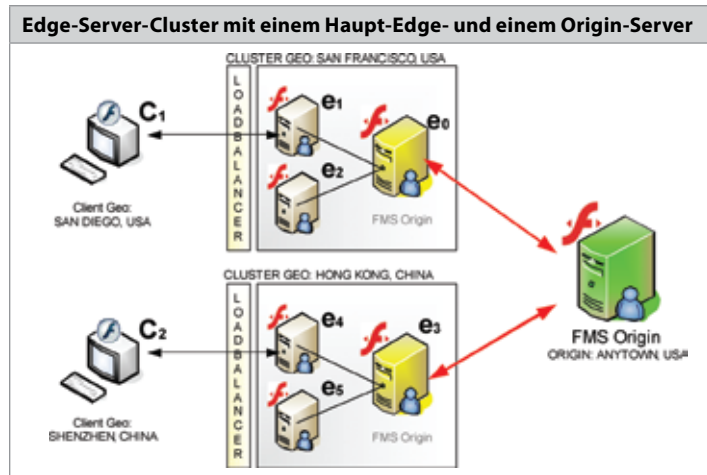 Edge-Server-Cluster mit einem Haupt-Edge- und einem Origin-Server
CLUSTER GEO: SAN FRANCISCO, USA
LOADBALANCER
C1
e1
e2
e0
FMS Origin
Client Geo:
SAN DIEGO, USA
FMS Origin
ORIGIN: ANYTOWN, USA
CLUSTER GEO: HONG KONG, CHINA
LOADBALANCER
C2
e4
e5
e3
FMS Origin
Client Geo:
SHENZHEN, CHINA